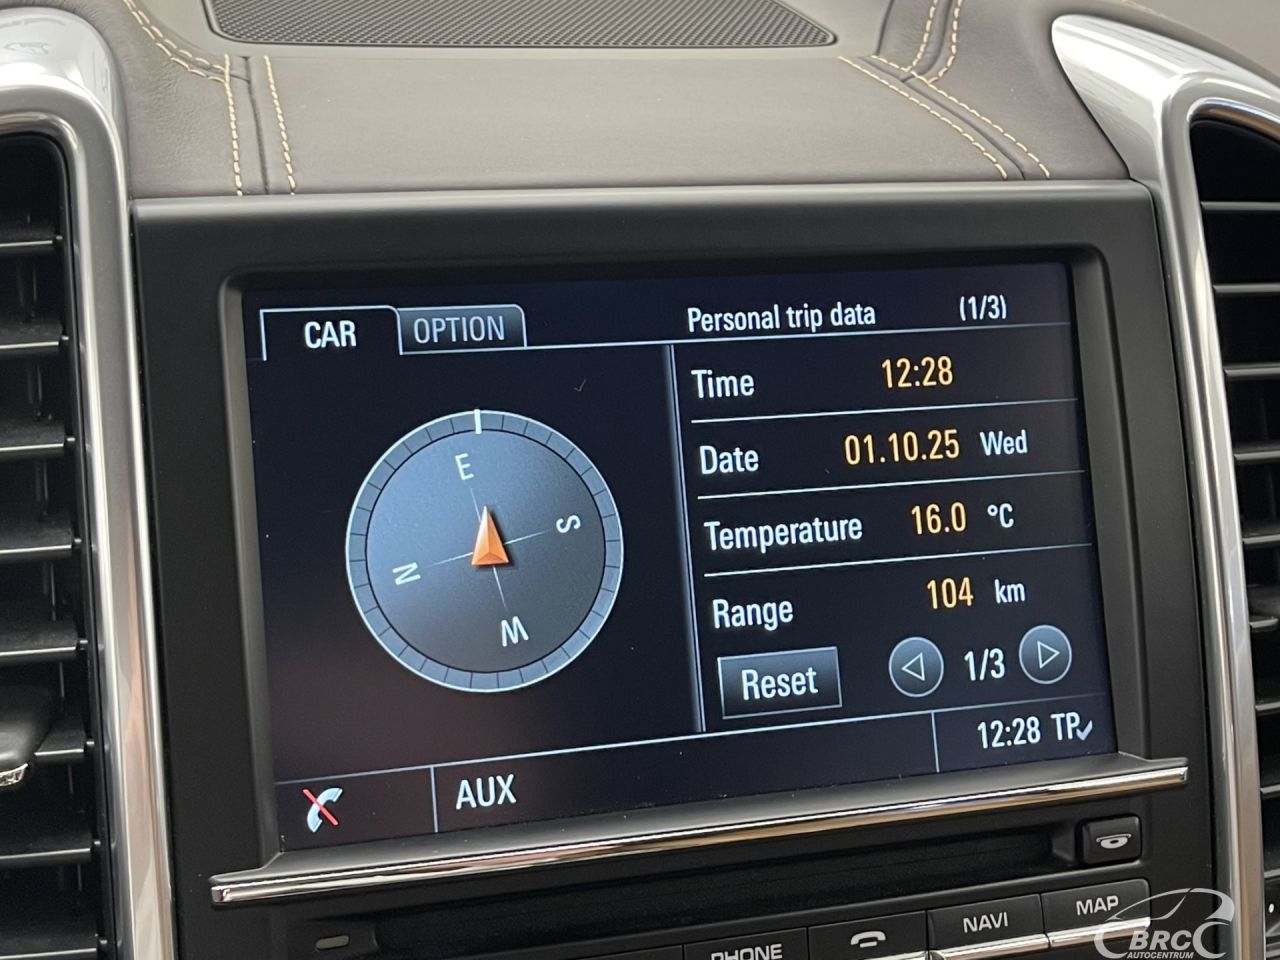 CAR OPTION Personal trip data (1/3)
Time 12:28
Date 01.10.25 Wed
Temperature 16.0 °C
Range 104 km
Reset 1/3
E
S
N
W
12:28 TP
AUX
PHONE NAVI MAP
BRC
AUTOCENTRUM